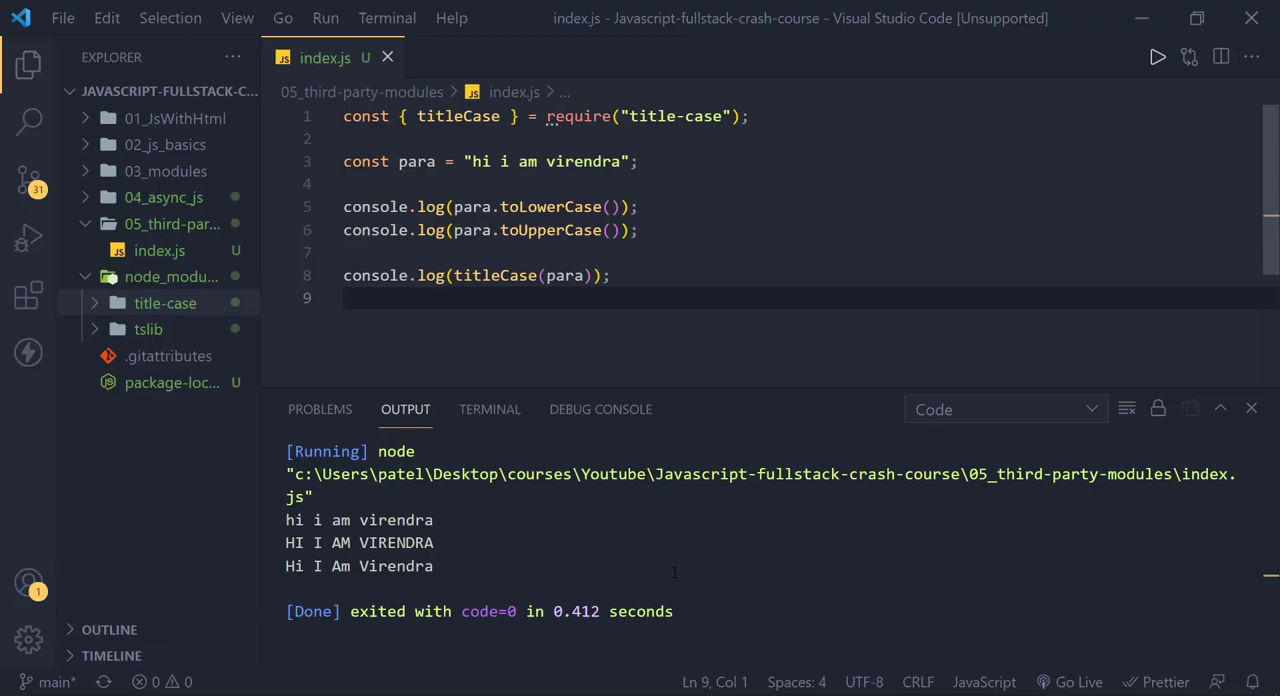 File Edit Selection View Go Run Terminal Help index.js - Javascript-fullstack-crash-course - Visual Studio Code [Unsupported]
EXPLORER ...
index.js U
JAVASCRIPT-FULLSTACK-C...
01_JsWithHtml
02_js_basics
03_modules
04_async_js
05_third-par...
index.js U
node_modu...
title-case
tslib
.gitattributes
package-loc... U
OUTLINE
TIMELINE
31
1
05_third-party-modules > JS index.js > ...
1 const { titleCase } = require("title-case");
2
3 const para = "hi i am virendra";
4
5 console.log(para.toLowerCase());
6 console.log(para.toUpperCase());
7
8 console.log(titleCase(para));
9
PROBLEMS OUTPUT TERMINAL DEBUG CONSOLE Code
[Running] node
"c:\Users\patel\Desktop\courses\Youtube\Javascript-fullstack-crash-course\05_third-party-modules\index.
js"
hi i am virendra
HI I AM VIRENDRA
Hi I Am Virendra
[Done] exited with code=0 in 0.412 seconds
main* 0 0 Ln 9, Col 1 Spaces: 4 UTF-8 CRLF JavaScript Go Live Prettier